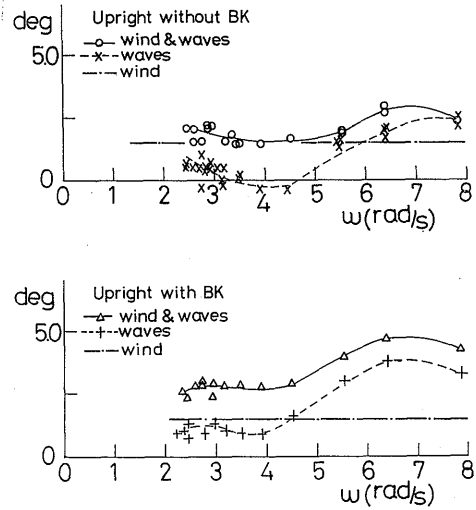 deg
Upright without BK
wind & waves
waves
wind
5.0
0
0 1 2 3 4 5 6 7 8
ω (rad/s)
deg
Upright with BK
wind & waves
waves
wind
5.0
0
0 1 2 3 4 5 6 7 8
ω (rad/s)